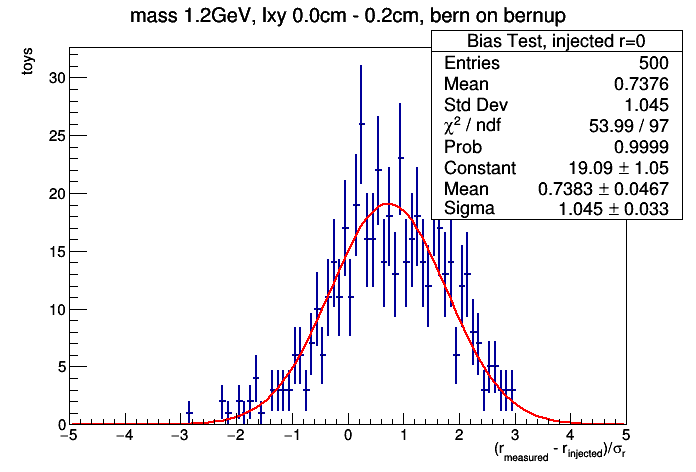 mass 1.2GeV, lxy 0.0cm - 0.2cm, bern on bernup
Bias Test, injected r=0
Entries 500
Mean 0.7376
Std Dev 1.045
χ² / ndf 53.99 / 97
Prob 0.9999
Constant 19.09 ± 1.05
Mean 0.7383 ± 0.0467
Sigma 1.045 ± 0.033
toys
30
25
20
15
10
5
0
−5 −4 −3 −2 −1 0 1 2 3 4 5
(r_measured - r_injected)/σ_r